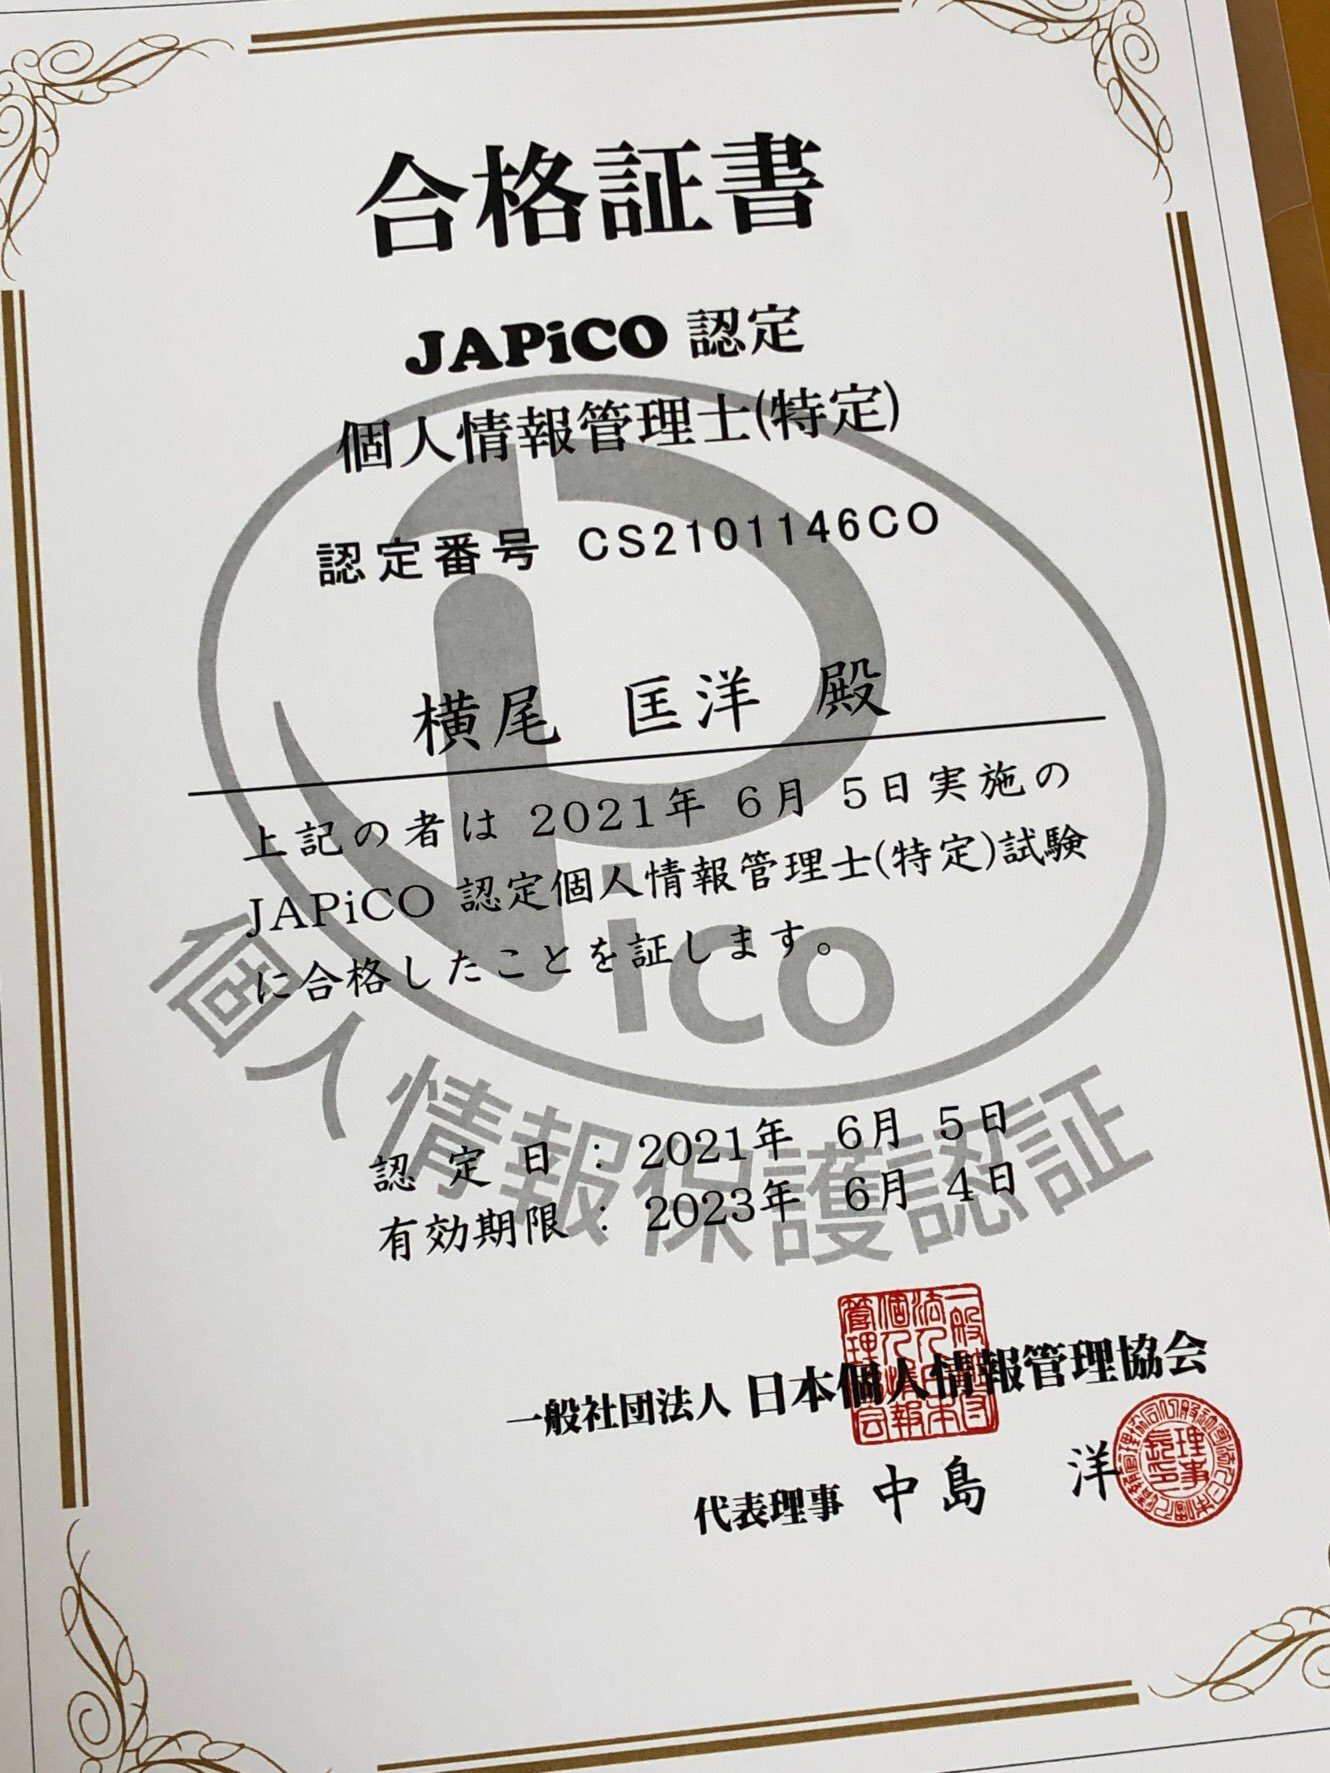 合格証書
JAPiCO 認定
個人情報管理士(特定)
認定番号 CS2101146CO
横尾 匡洋 殿
上記の者は 2021年 6月 5日実施の
JAPiCO 認定個人情報管理士(特定)試験
に合格したことを証します。
Pico
個人情報保護認証
認定日 : 2021年 6月 5日
有効期限 : 2023年 6月 4日
一般社団法人 日本個人情報管理協会
代表理事 中島 洋